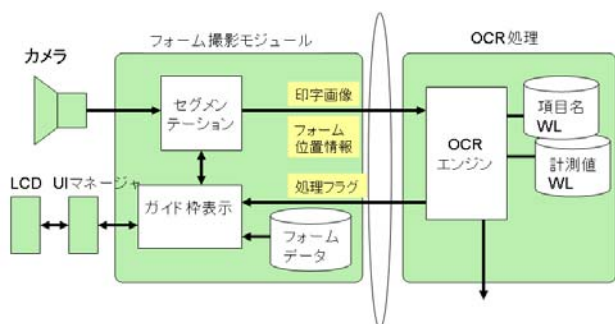 フォーム撮影モジュール
OCR処理
カメラ
セグメン
テーション
印字画像
フォーム
位置情報
処理フラグ
OCR
エンジン
項目名
WL
計測値
WL
LCD
UIマネージャ
ガイド枠表示
フォーム
データ